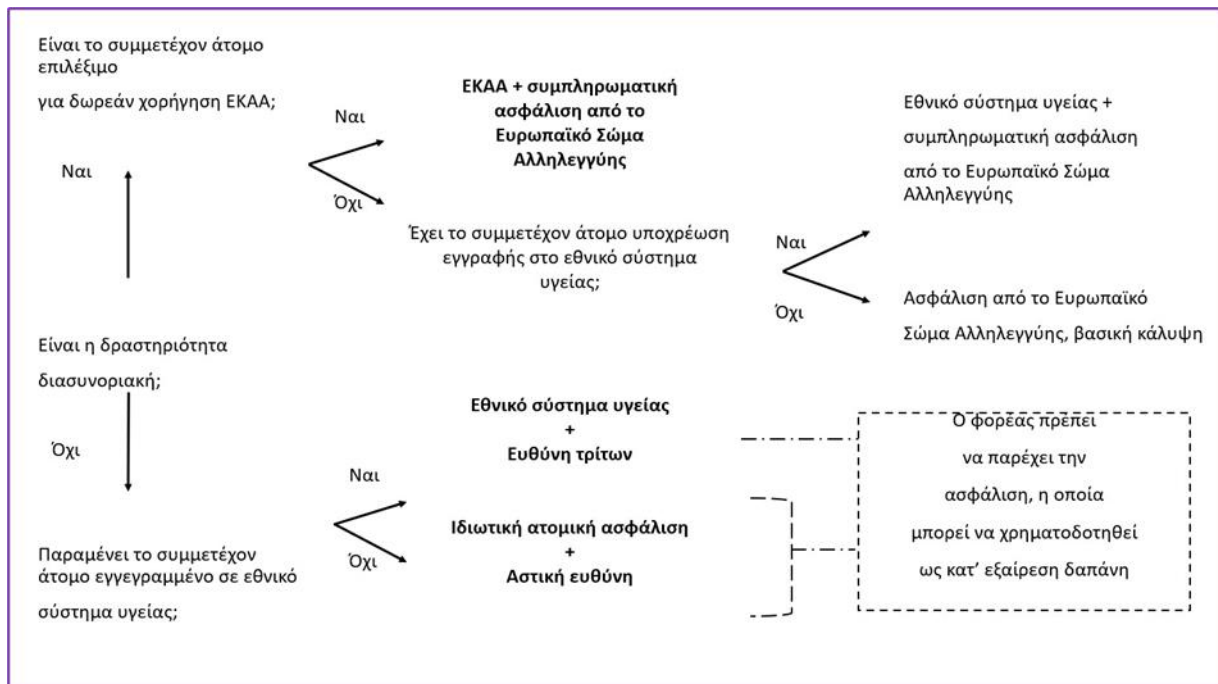 Είναι το συμμετέχον άτομο
επιλέξιμο
για δωρεάν χορήγηση ΕΚΑΑ;
Ναι
Ναι
Όχι
ΕΚΑΑ + συμπληρωματική
ασφάλιση από το
Ευρωπαϊκό Σώμα
Αλληλεγγύης
Έχει το συμμετέχον άτομο υποχρέωση
εγγραφής στο εθνικό σύστημα
υγείας;
Ναι
Όχι
Εθνικό σύστημα υγείας +
συμπληρωματική ασφάλιση
από το Ευρωπαϊκό Σώμα
Αλληλεγγύης
Ασφάλιση από το Ευρωπαϊκό
Σώμα Αλληλεγγύης, βασική κάλυψη
Είναι η δραστηριότητα
διασυνοριακή;
Όχι
Παραμένει το συμμετέχον
άτομο εγγεγραμμένο σε εθνικό
σύστημα υγείας;
Ναι
Όχι
Εθνικό σύστημα υγείας
+
Ευθύνη τρίτων
Ιδιωτική ατομική ασφάλιση
+
Αστική ευθύνη
Ο φορέας πρέπει
να παρέχει την
ασφάλιση, η οποία
μπορεί να χρηματοδοτηθεί
ως κατ’ εξαίρεση δαπάνη